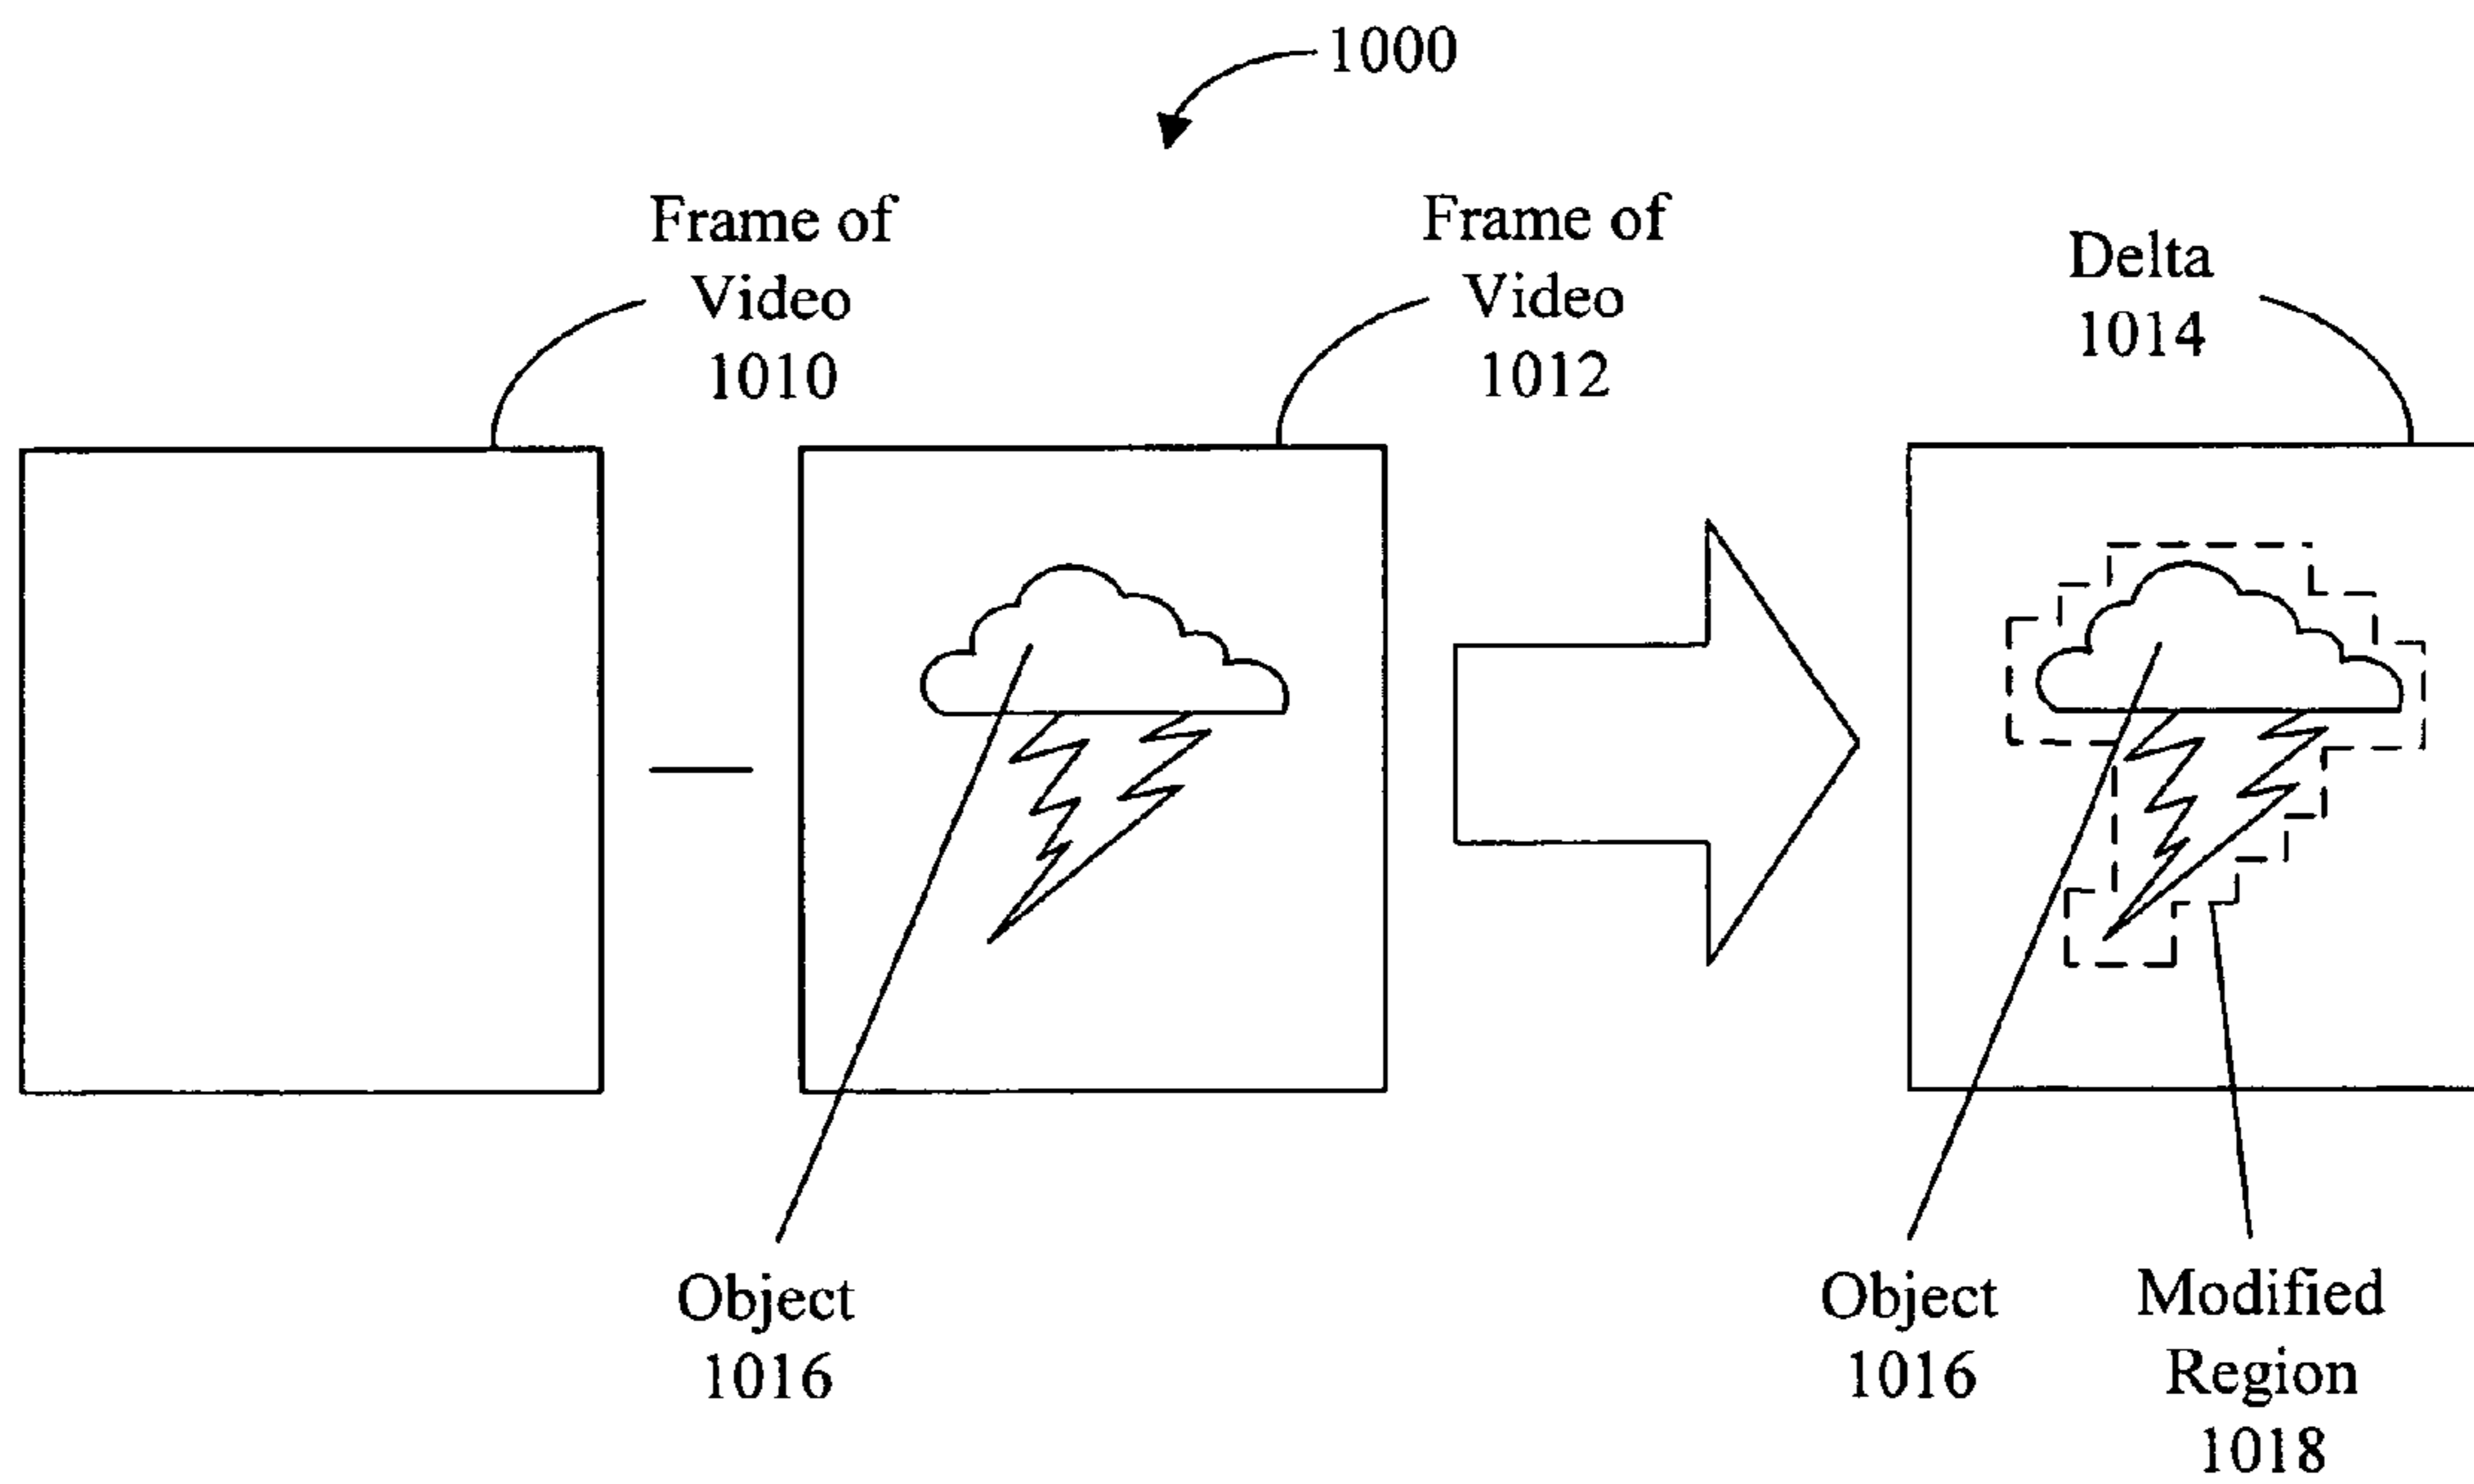 1000
Frame of
Video
1010
Frame of
Video
1012
Delta
1014
Object
1016
Object
1016
Modified
Region
1018